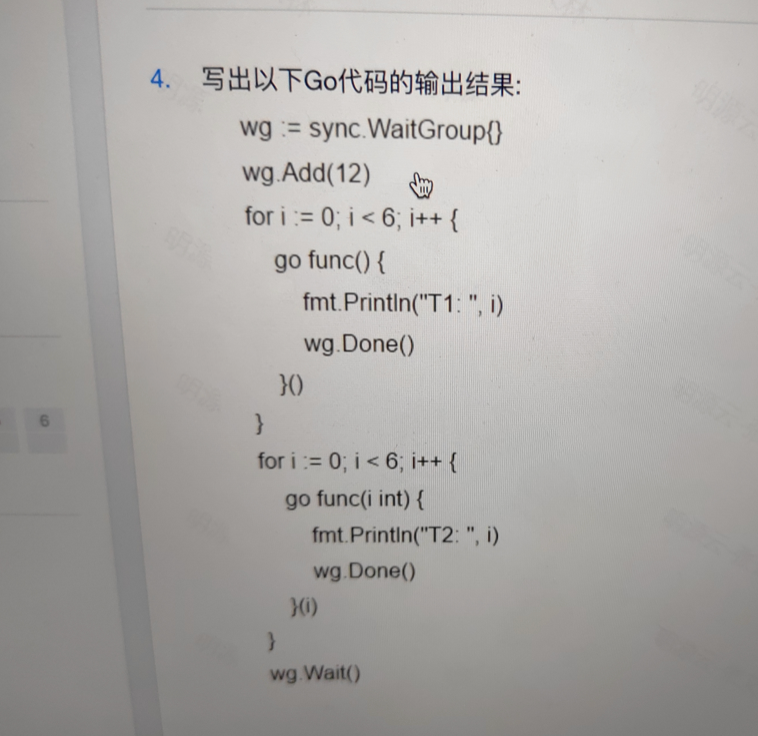 4. 写出以下Go代码的输出结果:
wg := sync.WaitGroup{}
wg.Add(12)
for i := 0; i < 6; i++ {
go func() {
fmt.Println("T1: ", i)
wg.Done()
}()
}
for i := 0; i < 6; i++ {
go func(i int) {
fmt.Println("T2: ", i)
wg.Done()
}(i)
}
wg.Wait()
6